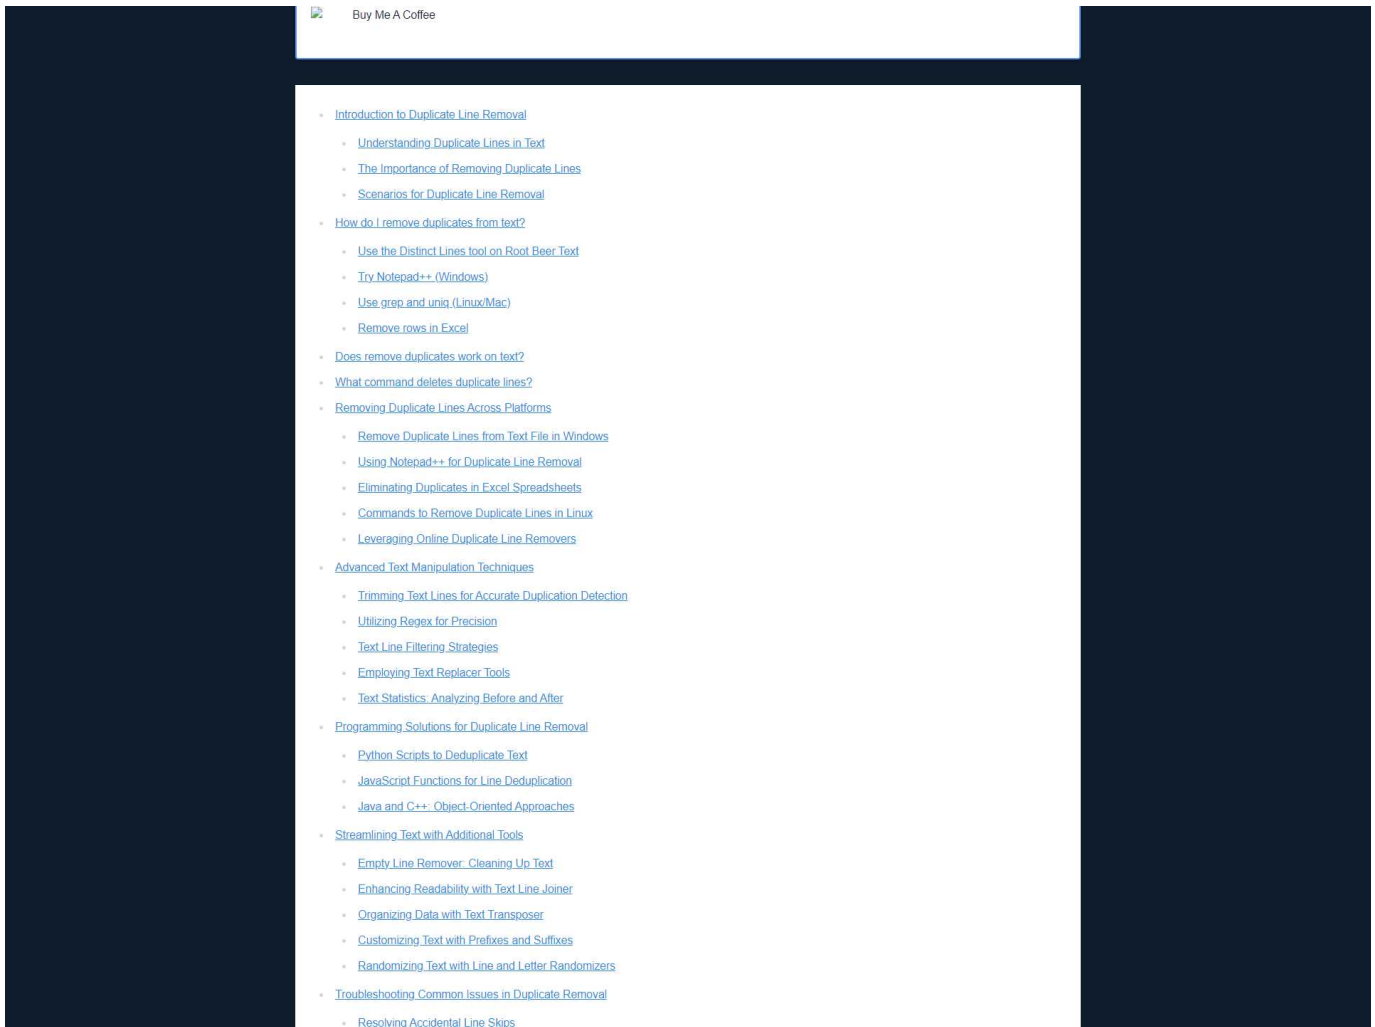 Buy Me A Coffee
Introduction to Duplicate Line Removal
Understanding Duplicate Lines in Text
The Importance of Removing Duplicate Lines
Scenarios for Duplicate Line Removal
How do I remove duplicates from text?
Use the Distinct Lines tool on Root Beer Text
Try Notepad++ (Windows)
Use grep and uniq (Linux/Mac)
Remove rows in Excel
Does remove duplicates work on text?
What command deletes duplicate lines?
Removing Duplicate Lines Across Platforms
Remove Duplicate Lines from Text File in Windows
Using Notepad++ for Duplicate Line Removal
Eliminating Duplicates in Excel Spreadsheets
Commands to Remove Duplicate Lines in Linux
Leveraging Online Duplicate Line Removers
Advanced Text Manipulation Techniques
Trimming Text Lines for Accurate Duplication Detection
Utilizing Regex for Precision
Text Line Filtering Strategies
Employing Text Replacer Tools
Text Statistics: Analyzing Before and After
Programming Solutions for Duplicate Line Removal
Python Scripts to Deduplicate Text
JavaScript Functions for Line Deduplication
Java and C++: Object-Oriented Approaches
Streamlining Text with Additional Tools
Empty Line Remover: Cleaning Up Text
Enhancing Readability with Text Line Joiner
Organizing Data with Text Transposer
Customizing Text with Prefixes and Suffixes
Randomizing Text with Line and Letter Randomizers
Troubleshooting Common Issues in Duplicate Removal
Resolving Accidental Line Skips